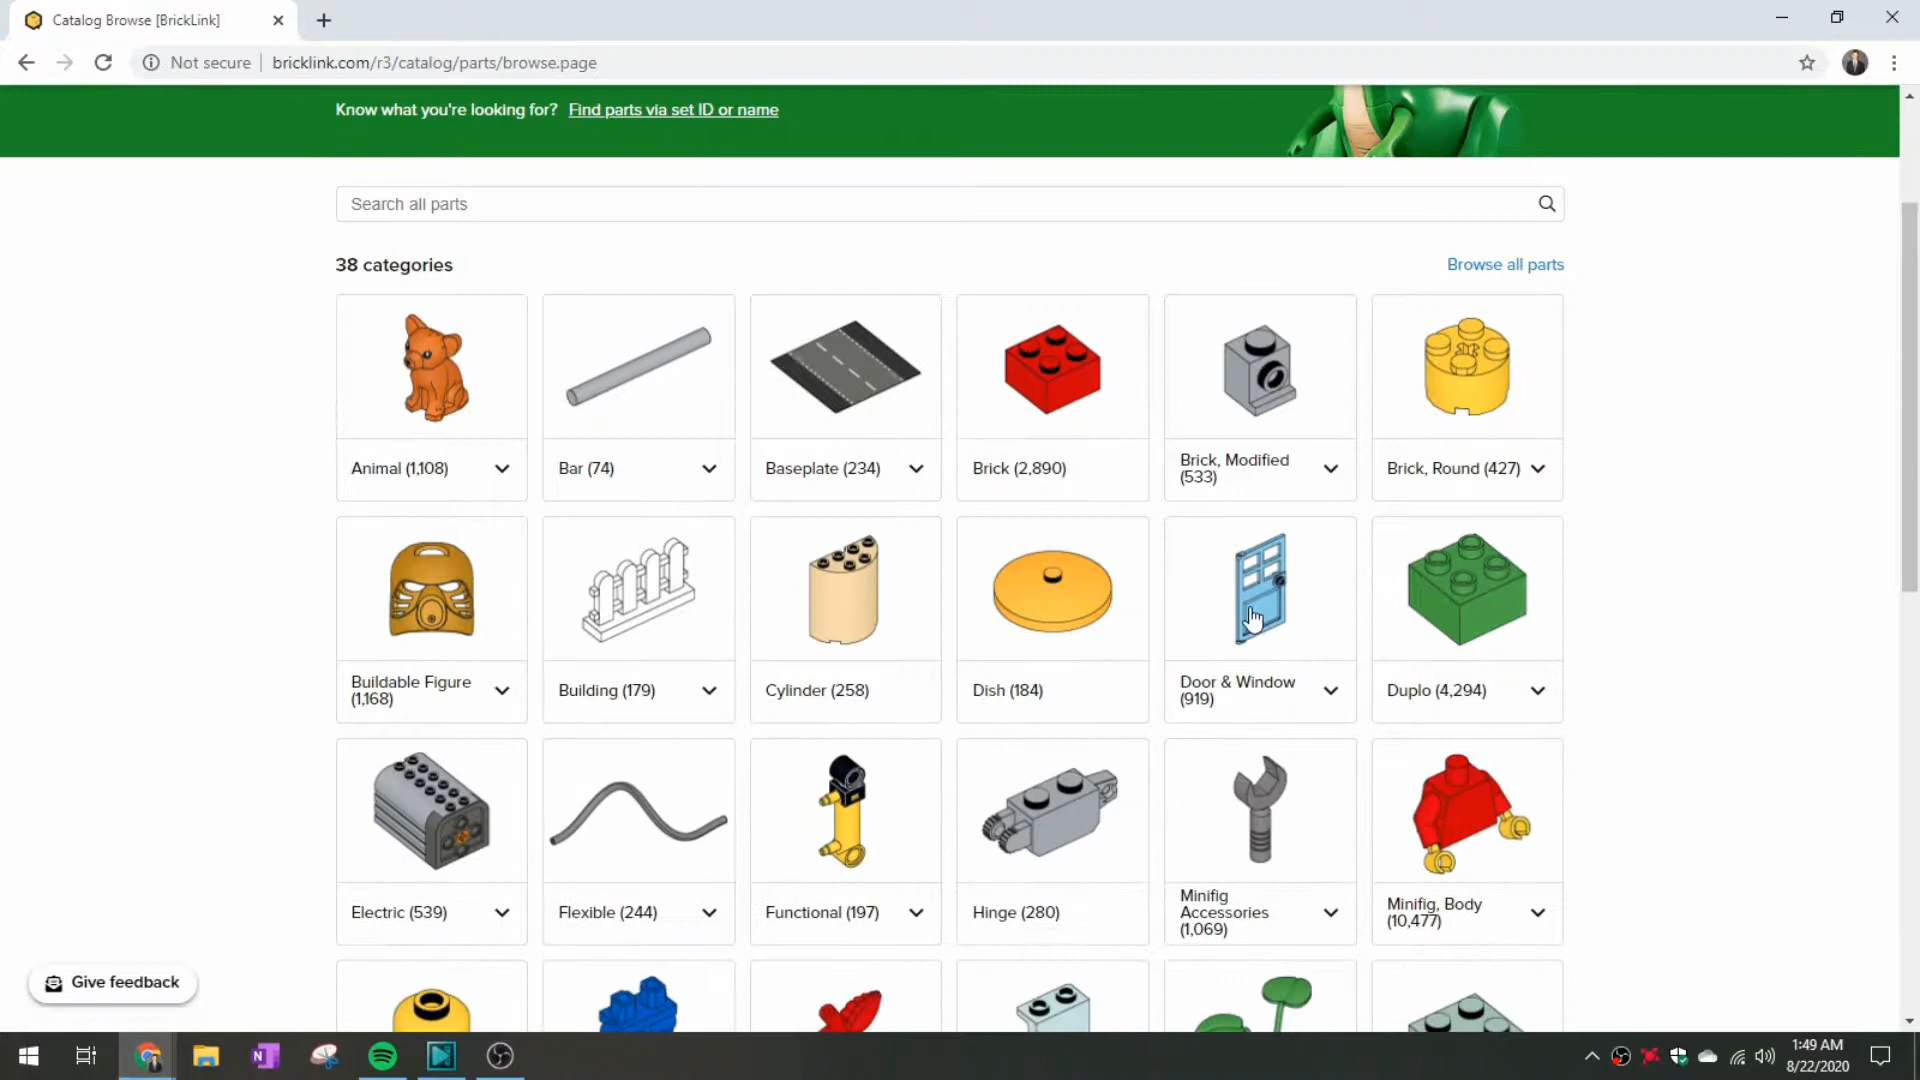 Catalog Browse [BrickLink]
Not secure
bricklink.com/r3/catalog/parts/browse.page
Know what you're looking for? Find parts via set ID or name
Search all parts
38 categories
Browse all parts
Animal (1,108)
Bar (74)
Baseplate (234)
Brick (2,890)
Brick, Modified
(533)
Brick, Round (427)
Buildable Figure
(1,168)
Building (179)
Cylinder (258)
Dish (184)
Door & Window
(919)
Duplo (4,294)
Electric (539)
Flexible (244)
Functional (197)
Hinge (280)
Minifig
Accessories
(1,069)
Minifig, Body
(10,477)
Give feedback
1:49 AM
8/22/2020